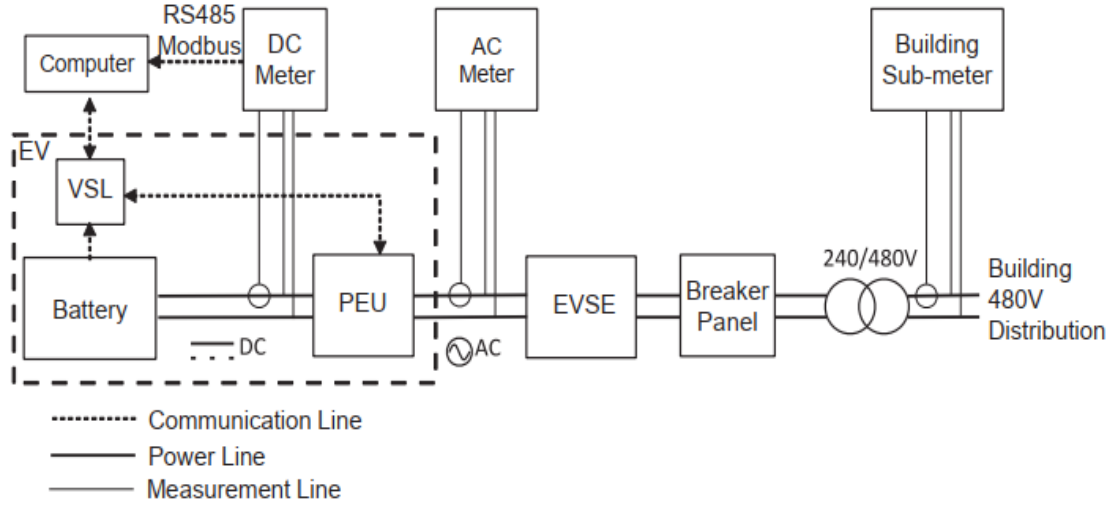 RS485
Modbus
Computer
DC
Meter
AC
Meter
Building
Sub-meter
EV
VSL
Battery
PEU
EVSE
Breaker
Panel
240/480V
Building
480V
Distribution
DC
AC
Communication Line
Power Line
Measurement Line